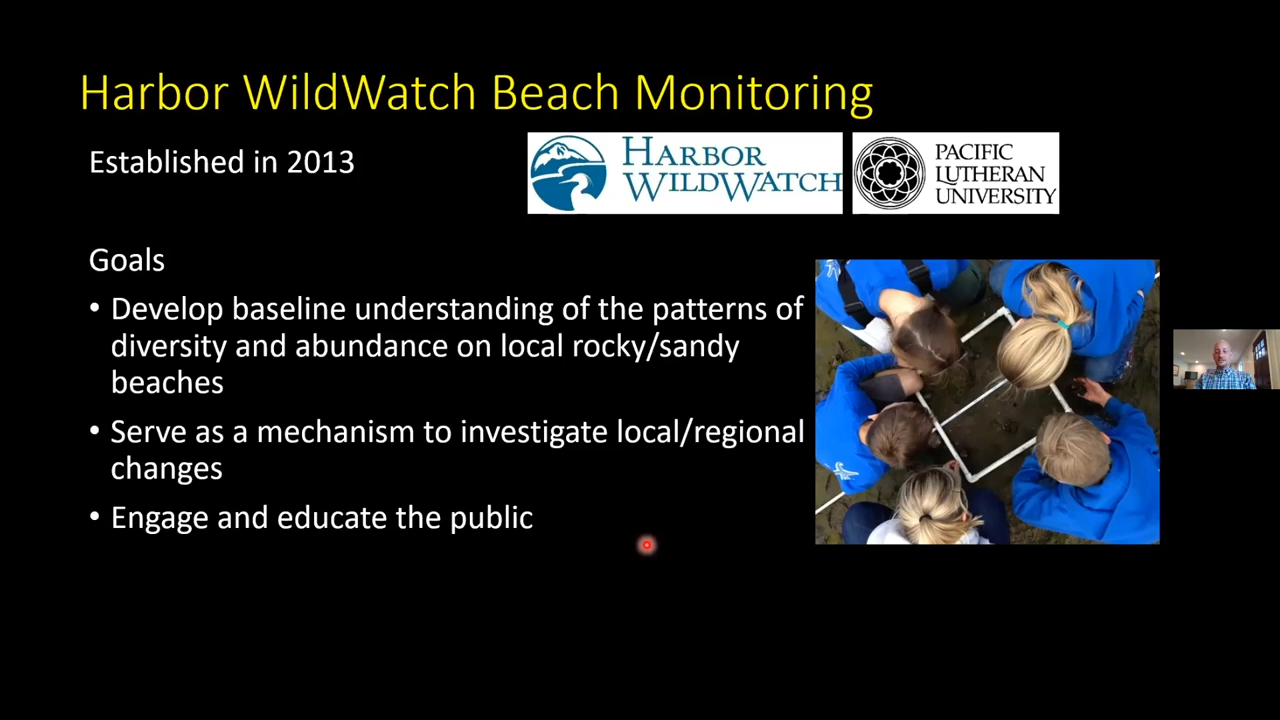 Harbor WildWatch Beach Monitoring
Established in 2013
HARBOR
WILDWATCH
PACIFIC
LUTHERAN
UNIVERSITY
Goals
• Develop baseline understanding of the patterns of
diversity and abundance on local rocky/sandy
beaches
• Serve as a mechanism to investigate local/regional
changes
• Engage and educate the public